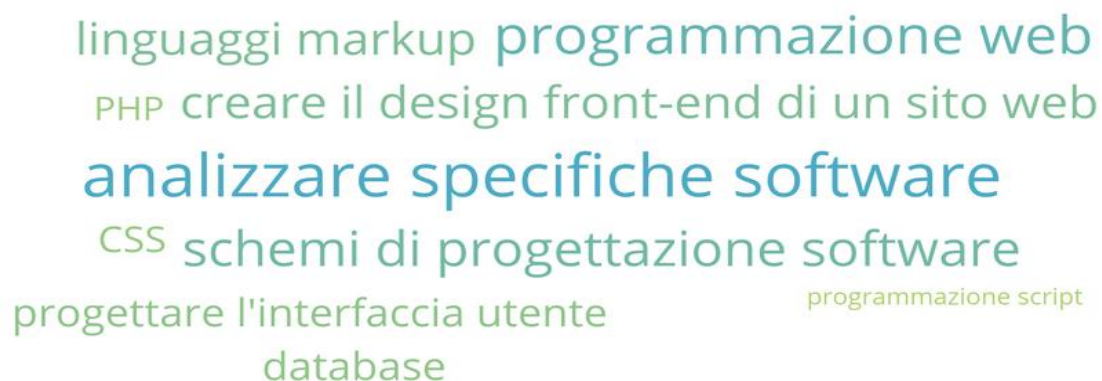 linguaggi markup programmazione web
PHP creare il design front-end di un sito web
analizzare specifiche software
CSS schemi di progettazione software
progettare l'interfaccia utente programmazione script
database